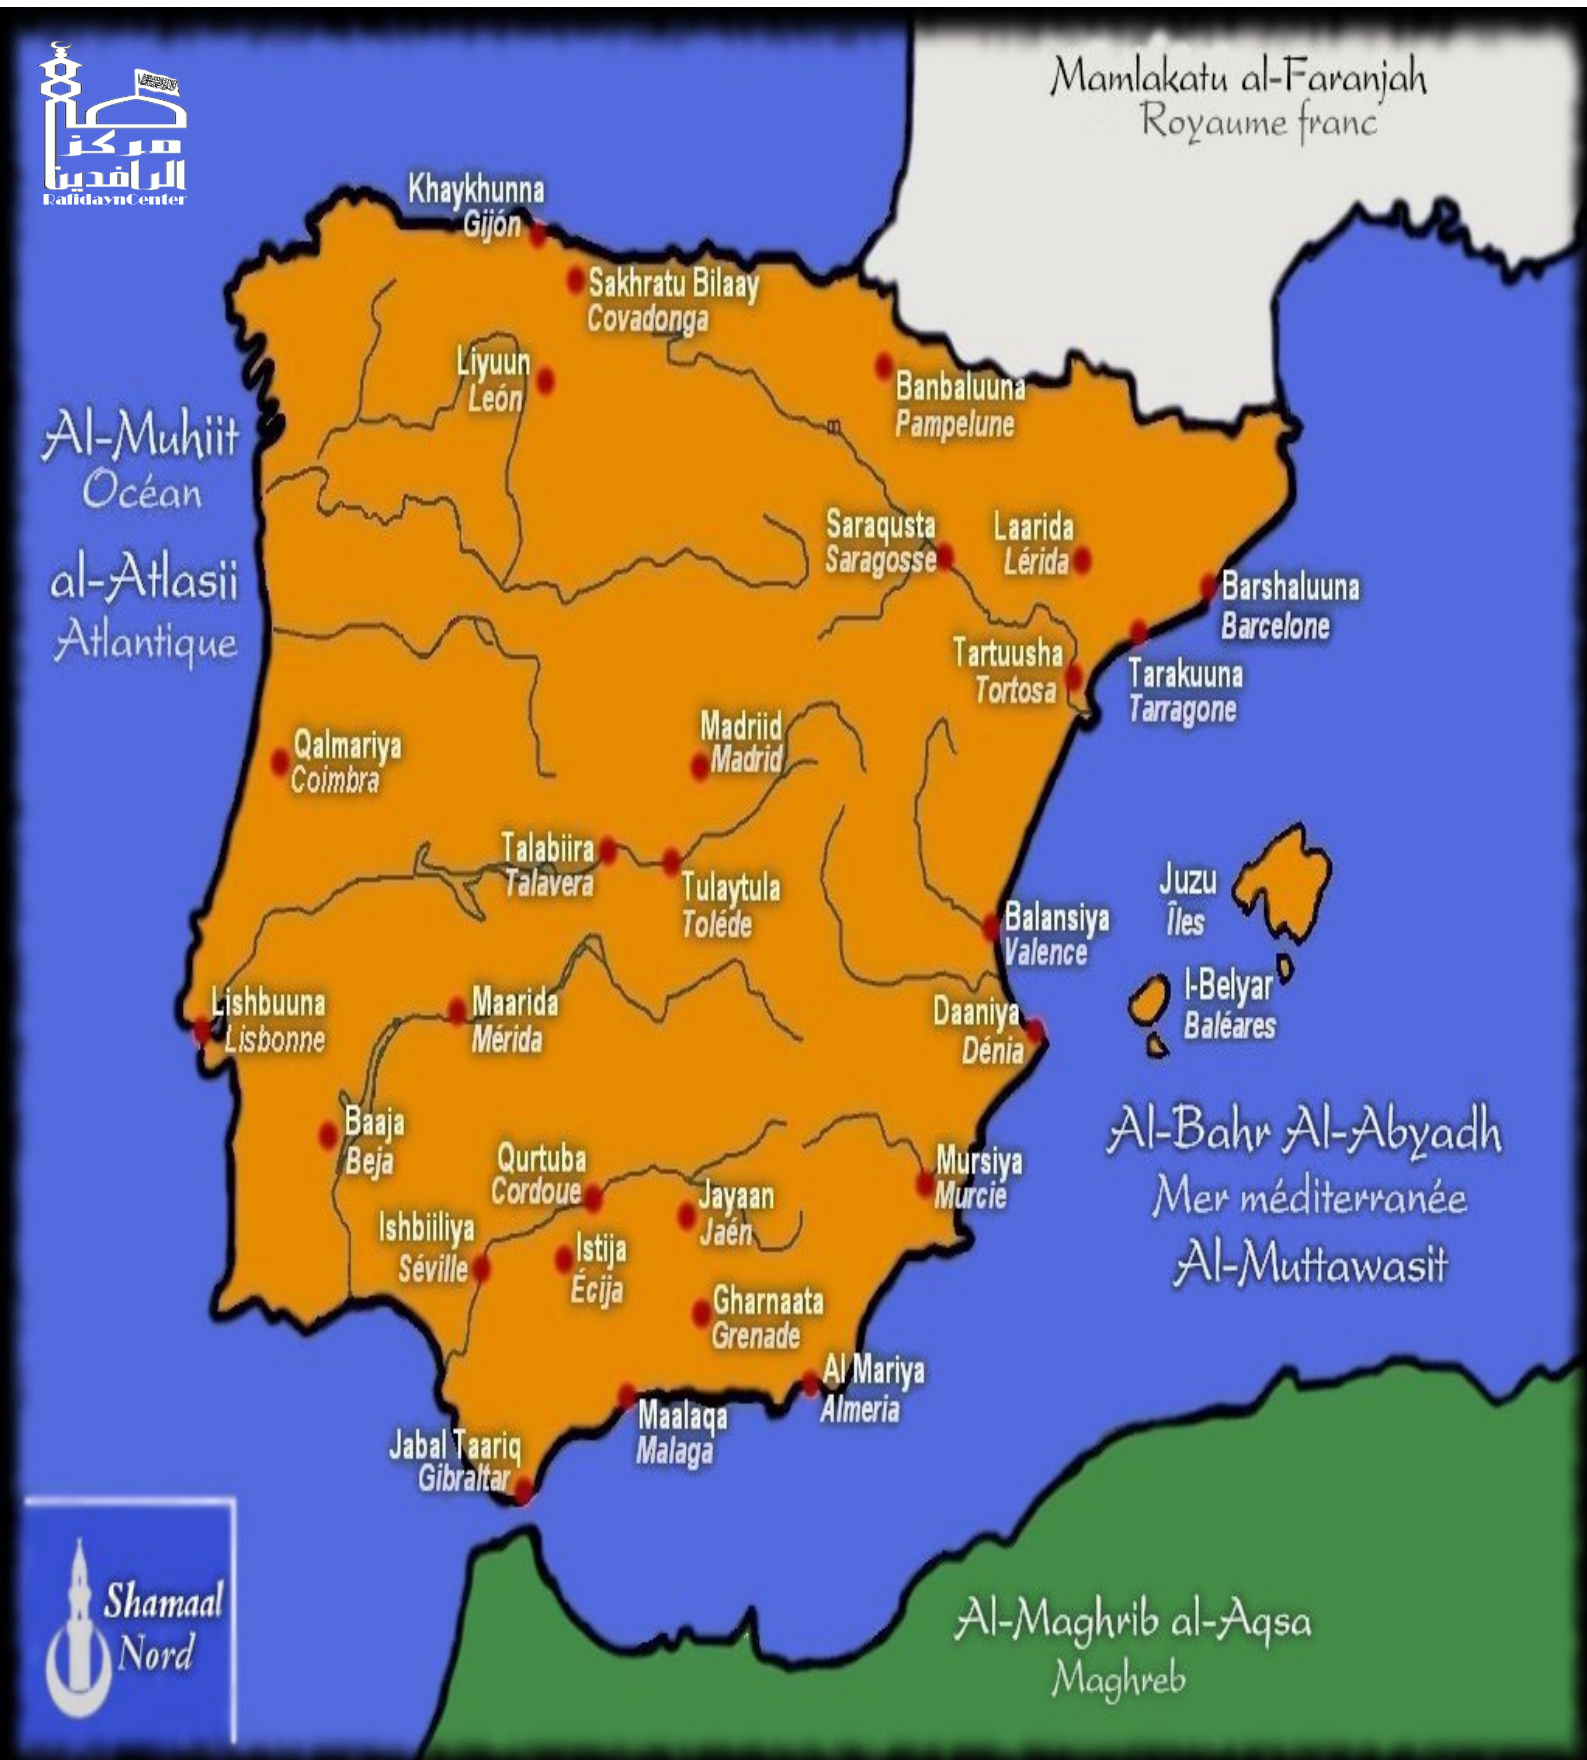 مركز
الرافدين
RafidaynCenter
Mamlakatu al-Faranjah
Royaume franc
Khaykhunna
Gijón
Sakhratu Bilaay
Covadonga
Liyuun
León
Banbaluuna
Pampelune
Al-Muhiit
Océan
al-Atlasii
Atlantique
Saraqusta
Saragosse
Laarida
Lérida
Barshaluuna
Barcelone
Tartuusha
Tortosa
Tarakuuna
Tarragone
Qalmariya
Coimbra
Madriid
Madrid
Talabiira
Talavera
Tulaytula
Toléde
Juzu
Îles
Balansiya
Valence
l-Belyar
Baléares
Lishbuuna
Lisbonne
Maarida
Mérida
Daaniya
Dénia
Baaja
Beja
Al-Bahr Al-Abyadh
Mer méditerranée
Al-Muttawasit
Qurtuba
Cordoue
Mursiya
Murcie
Jayaan
Jaén
Ishbiiliya
Séville
Istija
Écija
Gharnaata
Grenade
Al Mariya
Almeria
Maalaqa
Malaga
Jabal Taariq
Gibraltar
Shamaal
Nord
Al-Maghrib al-Aqsa
Maghreb